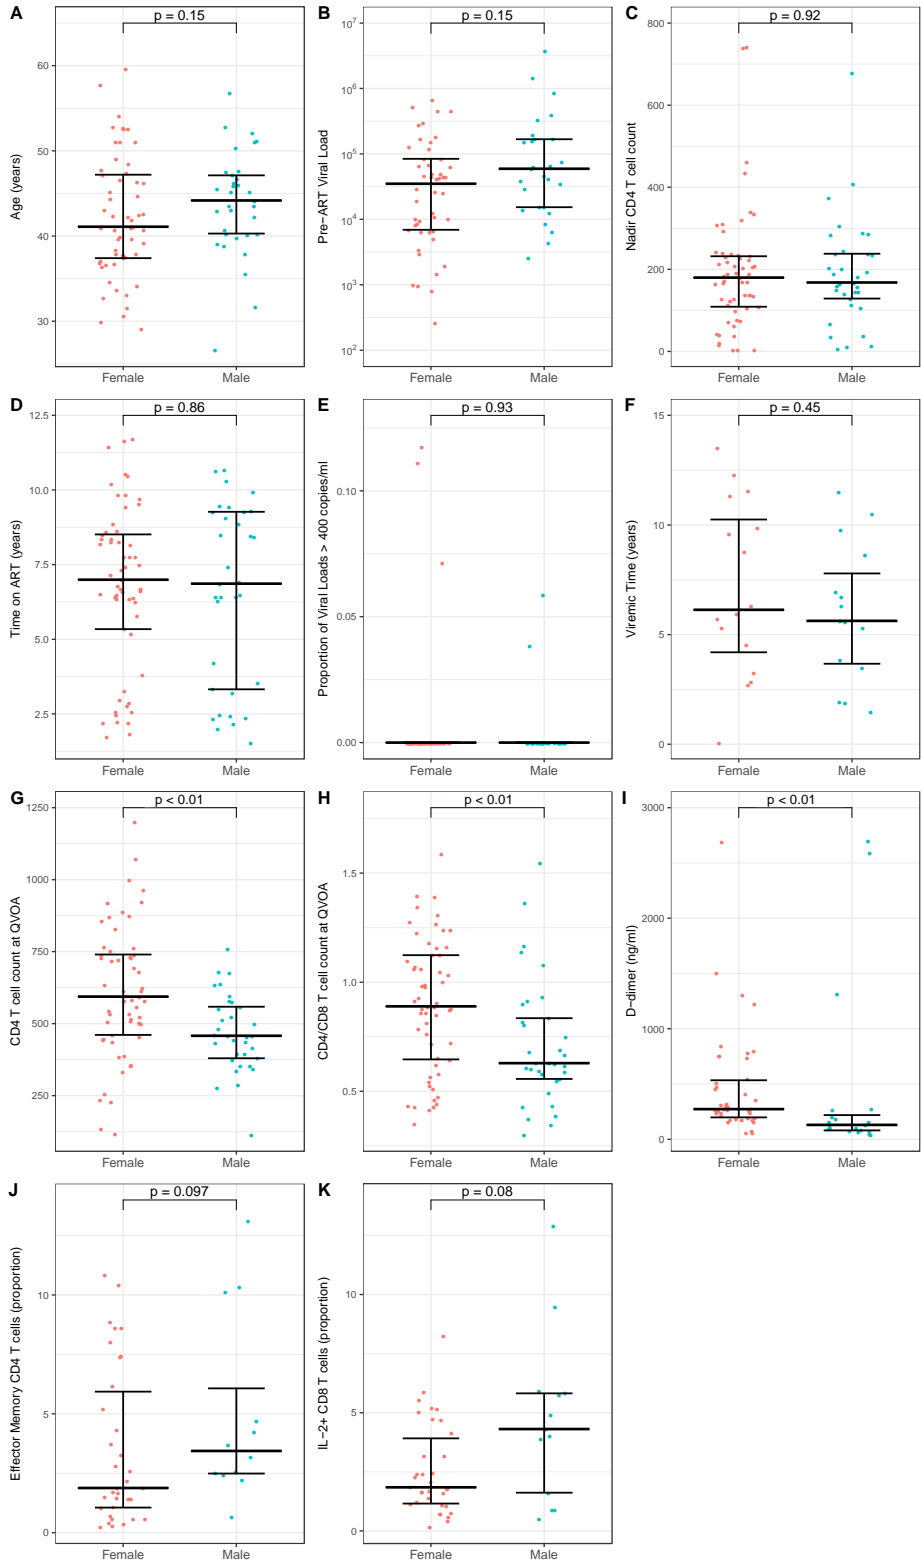 A
p = 0.15
Age (years)
60
50
40
30
Female Male
B
p = 0.15
Pre−ART Viral Load
10⁷
10⁶
10⁵
10⁴
10³
10²
Female Male
C
p = 0.92
Nadir CD4 T cell count
800
600
400
200
0
Female Male
D
p = 0.86
Time on ART (years)
12.5
10.0
7.5
5.0
2.5
Female Male
E
p = 0.93
Proportion of Viral Loads > 400 copies/ml
0.10
0.05
0.00
Female Male
F
p = 0.45
Viremic Time (years)
15
10
5
0
Female Male
G
p < 0.01
CD4 T cell count at QVOA
1250
1000
750
500
250
Female Male
H
p < 0.01
CD4/CD8 T cell count at QVOA
1.5
1.0
0.5
Female Male
I
p < 0.01
D−dimer (ng/ml)
3000
2000
1000
0
Female Male
J
p = 0.097
Effector Memory CD4 T cells (proportion)
10
5
0
Female Male
K
p = 0.08
IL−2+ CD8 T cells (proportion)
10
5
0
Female Male